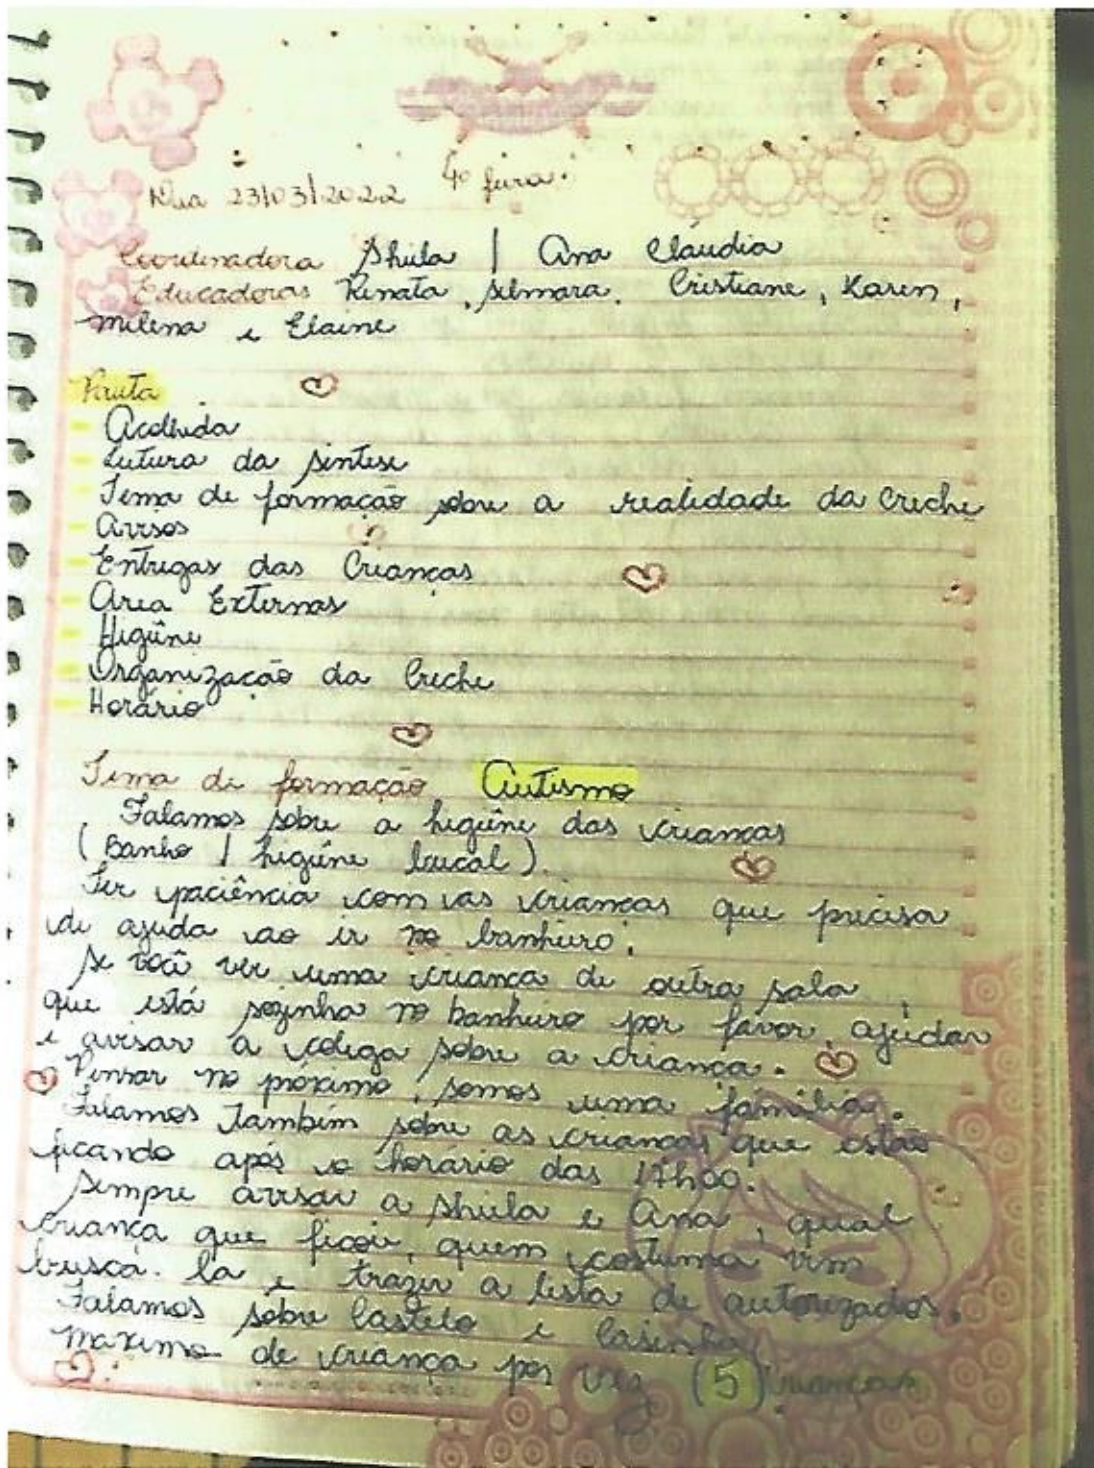 Dia 23/03/2022 4º feira.
Coordenadora Sheila / Ana Cláudia
Educadoras Renata, Silmara. Cristiane, Karen,
Milena e Elaine
Pauta
- Acolhida
- Leitura da síntese
- Tema de formação sobre a realidade da creche
- Avisos
- Entregas das Crianças
- Área Externas
- Higiene
- Organização da Creche
- Horário
Tema de formação Autismo
Falamos sobre a higiene das crianças
(Banho / higiene bucal).
Ter paciência com as crianças que precisa
de ajuda ao ir no banheiro.
Se você ver uma criança de outra sala,
que está sozinha no banheiro por favor, ajudar
e avisar a colega sobre a criança.
Pensar no próximo, somos uma família.
Falamos também sobre as crianças que estão
ficando após o horário das 17h00.
Sempre avisar a Sheila e Ana, qual
criança que ficou, quem costuma vim
buscá-la e trazer a lista de autorizados.
Falamos sobre Castelo e Casinha
maximo de criança por vez (5) crianças